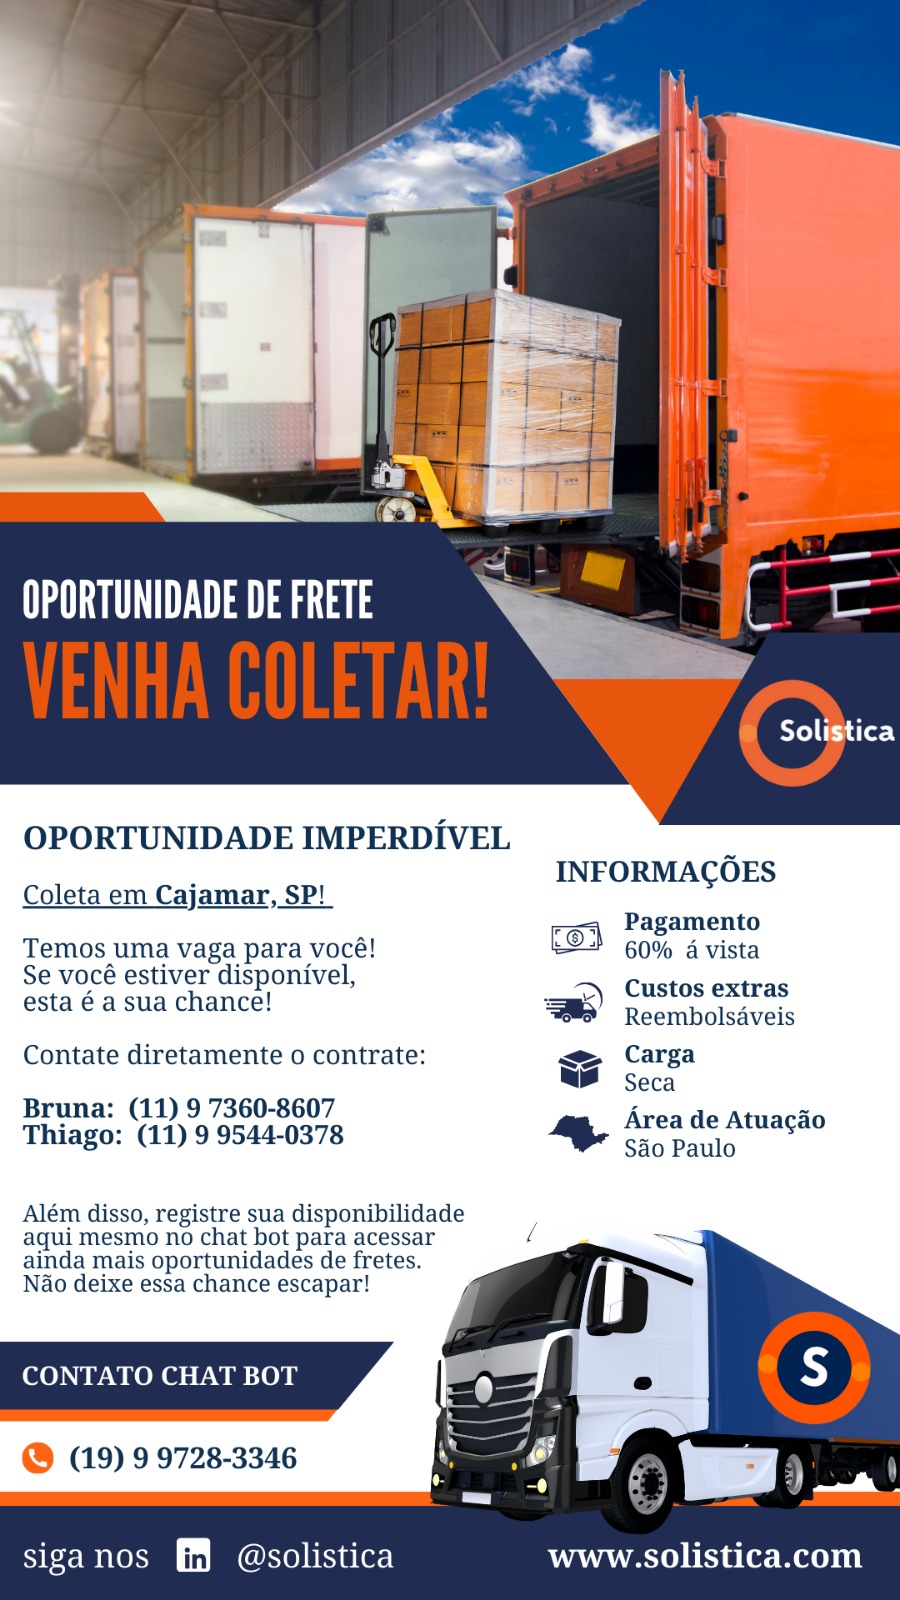 OPORTUNIDADE DE FRETE
VENHA COLETAR!
Solistica
OPORTUNIDADE IMPERDÍVEL
Coleta em Cajamar, SP!
Temos uma vaga para você!
Se você estiver disponível,
esta é a sua chance!
Contate diretamente o contrate:
Bruna: (11) 9 7360-8607
Thiago: (11) 9 9544-0378
Além disso, registre sua disponibilidade
aqui mesmo no chat bot para acessar
ainda mais oportunidades de fretes.
Não deixe essa chance escapar!
INFORMAÇÕES
Pagamento
60% á vista
Custos extras
Reembolsáveis
Carga
Seca
Área de Atuação
São Paulo
S
CONTATO CHAT BOT
(19) 9 9728-3346
siga nos in @solistica
www.solistica.com